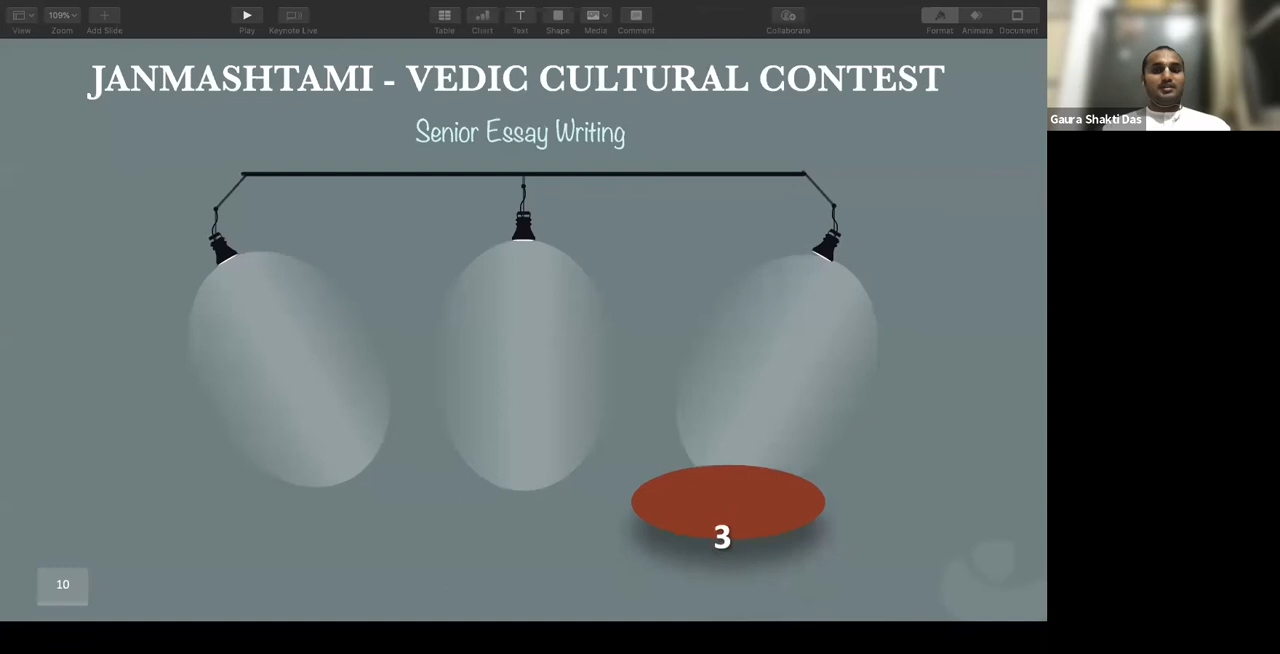 View
109%
Zoom
Add Slide
Play
Keynote Live
Table
Chart
Text
Shape
Media
Comment
Collaborate
Format
Animate
Document
JANMASHTAMI - VEDIC CULTURAL CONTEST
Senior Essay Writing
Gaura Shakti Das
3
10